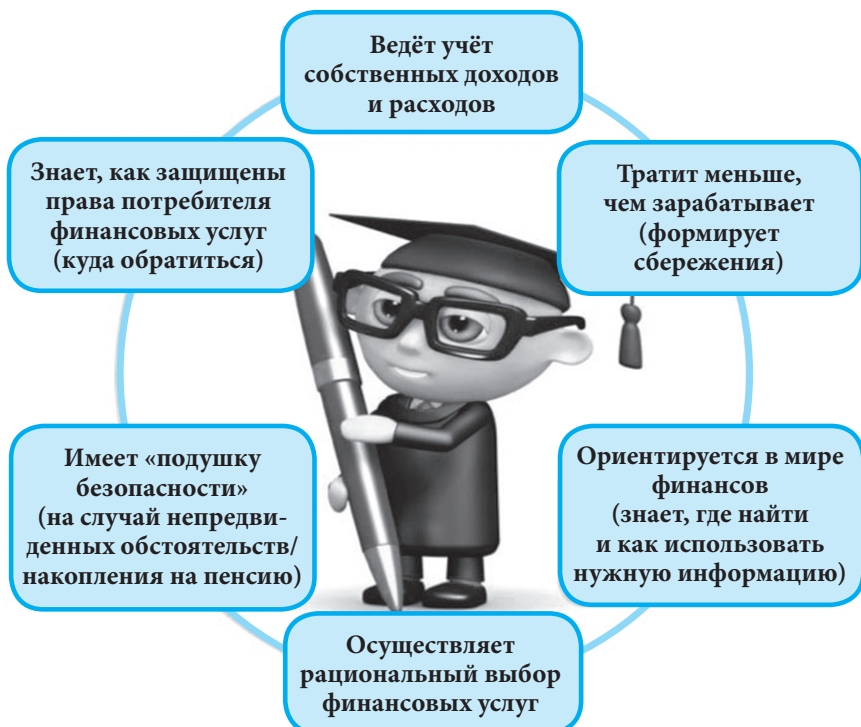 Ведёт учёт
собственных доходов
и расходов
Тратит меньше,
чем зарабатывает
(формирует
сбережения)
Ориентируется в мире
финансов
(знает, где найти
и как использовать
нужную информацию)
Осуществляет
рациональный выбор
финансовых услуг
Имеет «подушку
безопасности»
(на случай непредви-
денных обстоятельств/
накопления на пенсию)
Знает, как защищены
права потребителя
финансовых услуг
(куда обратиться)